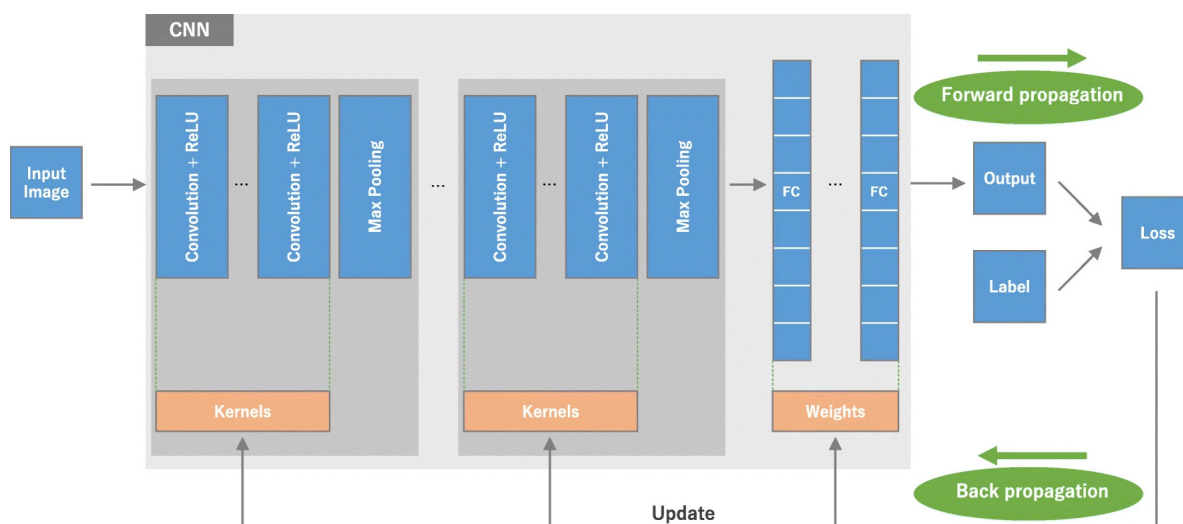 CNN
Forward propagation
Input
Image
Convolution + ReLU
...
Convolution + ReLU
Max Pooling
...
Convolution + ReLU
...
Convolution + ReLU
Max Pooling
FC
...
FC
Output
Label
Loss
Kernels
Kernels
Weights
Back propagation
Update